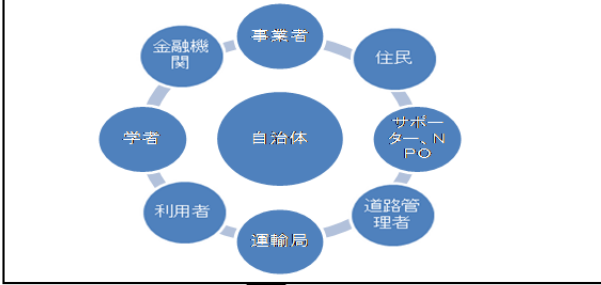 事業者
金融機
関
住民
学者
自治体
サポー
ター、N
PO
利用者
道路管
理者
運輸局